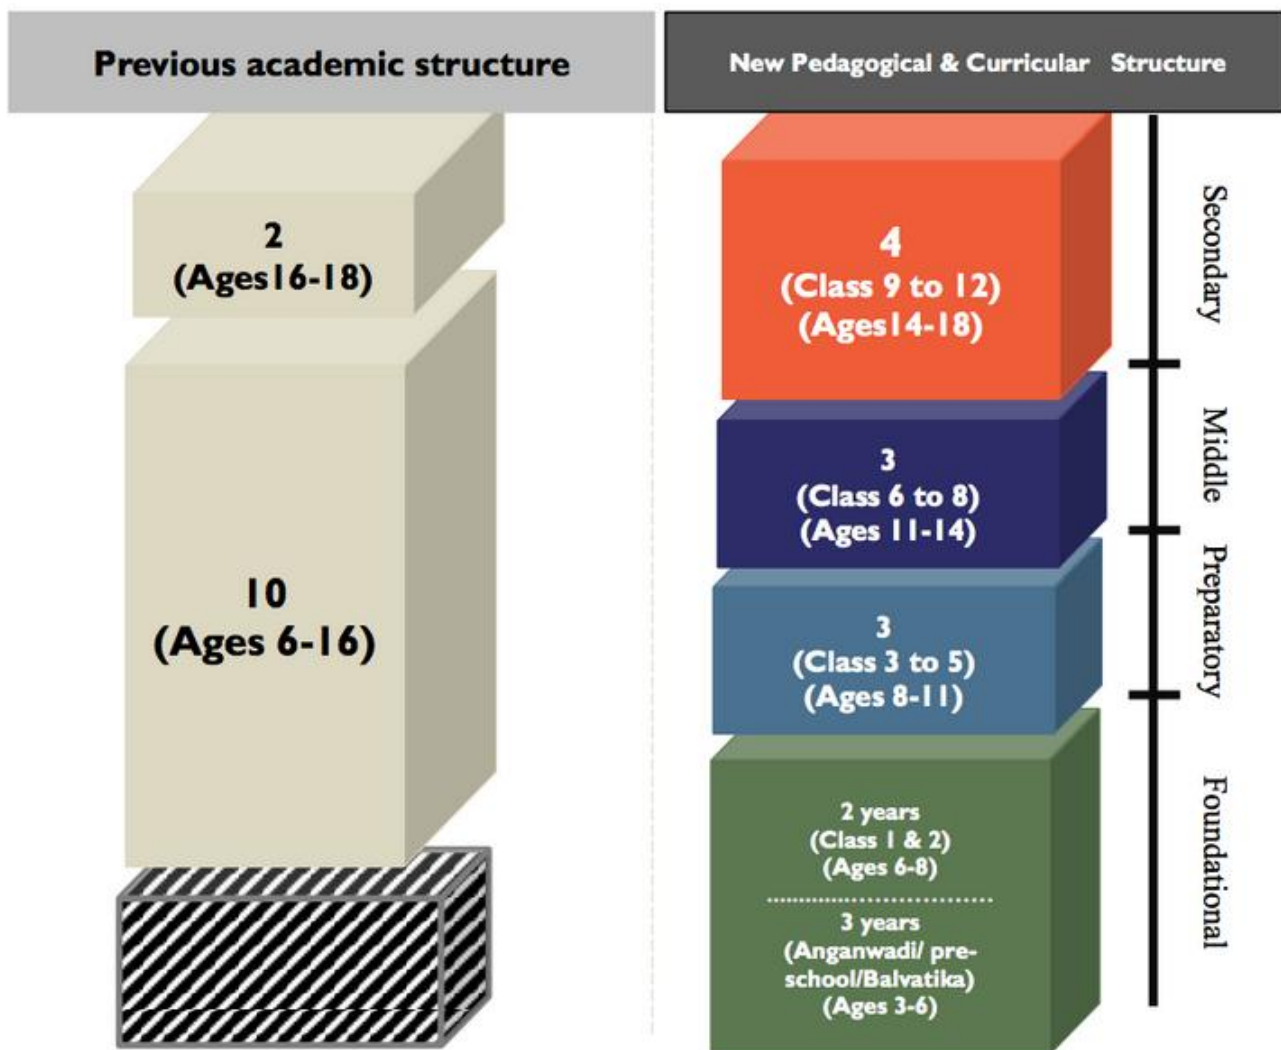 Previous academic structure
2
(Ages16-18)
10
(Ages 6-16)
New Pedagogical & Curricular Structure
4
(Class 9 to 12)
(Ages14-18)
3
(Class 6 to 8)
(Ages 11-14)
3
(Class 3 to 5)
(Ages 8-11)
2 years
(Class 1 & 2)
(Ages 6-8)
3 years
(Anganwadi/ pre-
school/Balvatika)
(Ages 3-6)
Secondary
Middle
Preparatory
Foundational